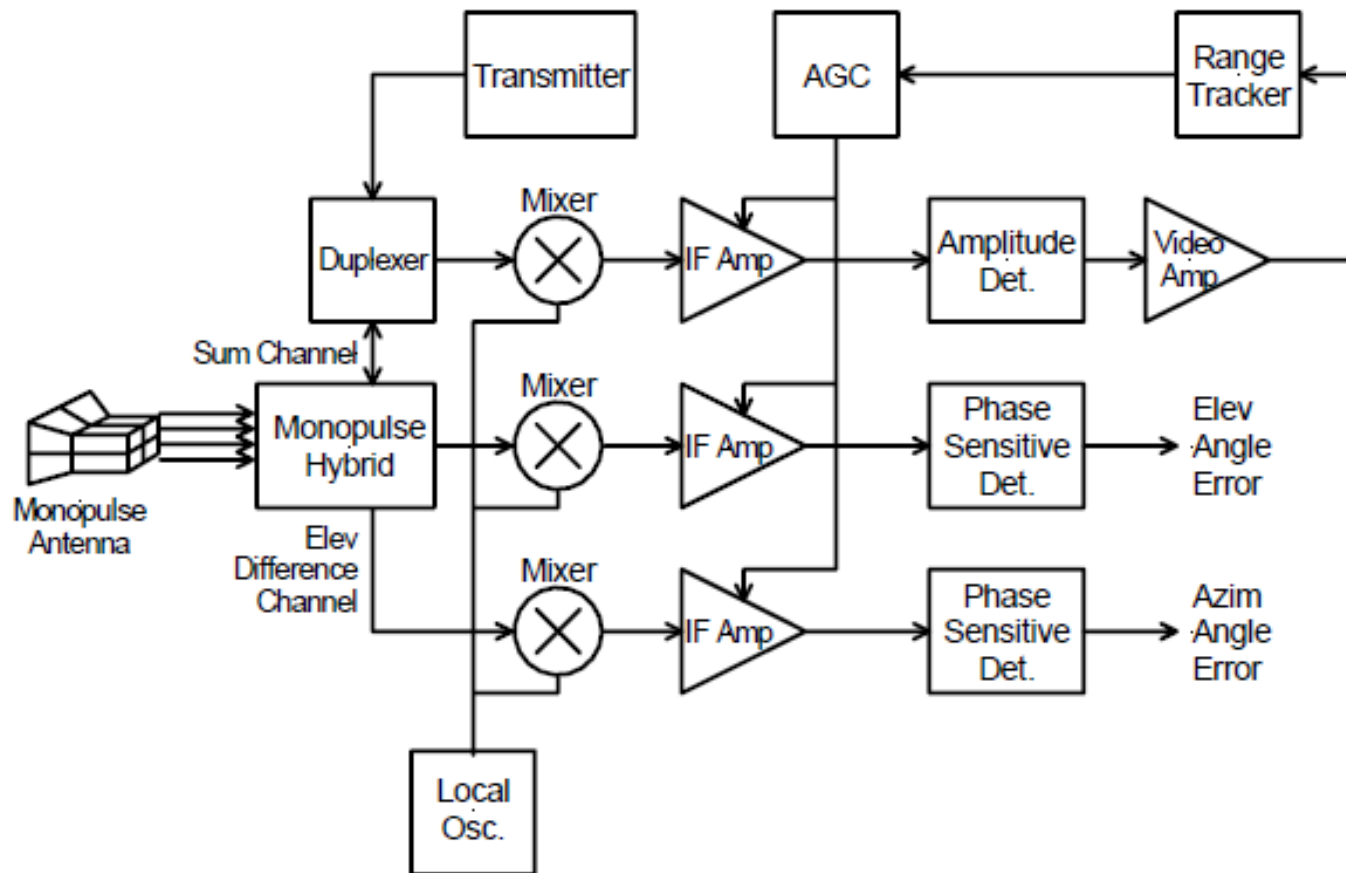 Transmitter
AGC
Range
Tracker
Mixer
Duplexer
IF Amp
Amplitude
Det.
Video
Amp
Sum Channel
Mixer
Monopulse
Hybrid
IF Amp
Phase
Sensitive
Det.
Elev
Angle
Error
Monopulse
Antenna
Elev
Difference
Channel
Mixer
IF Amp
Phase
Sensitive
Det.
Azim
Angle
Error
Local
Osc.